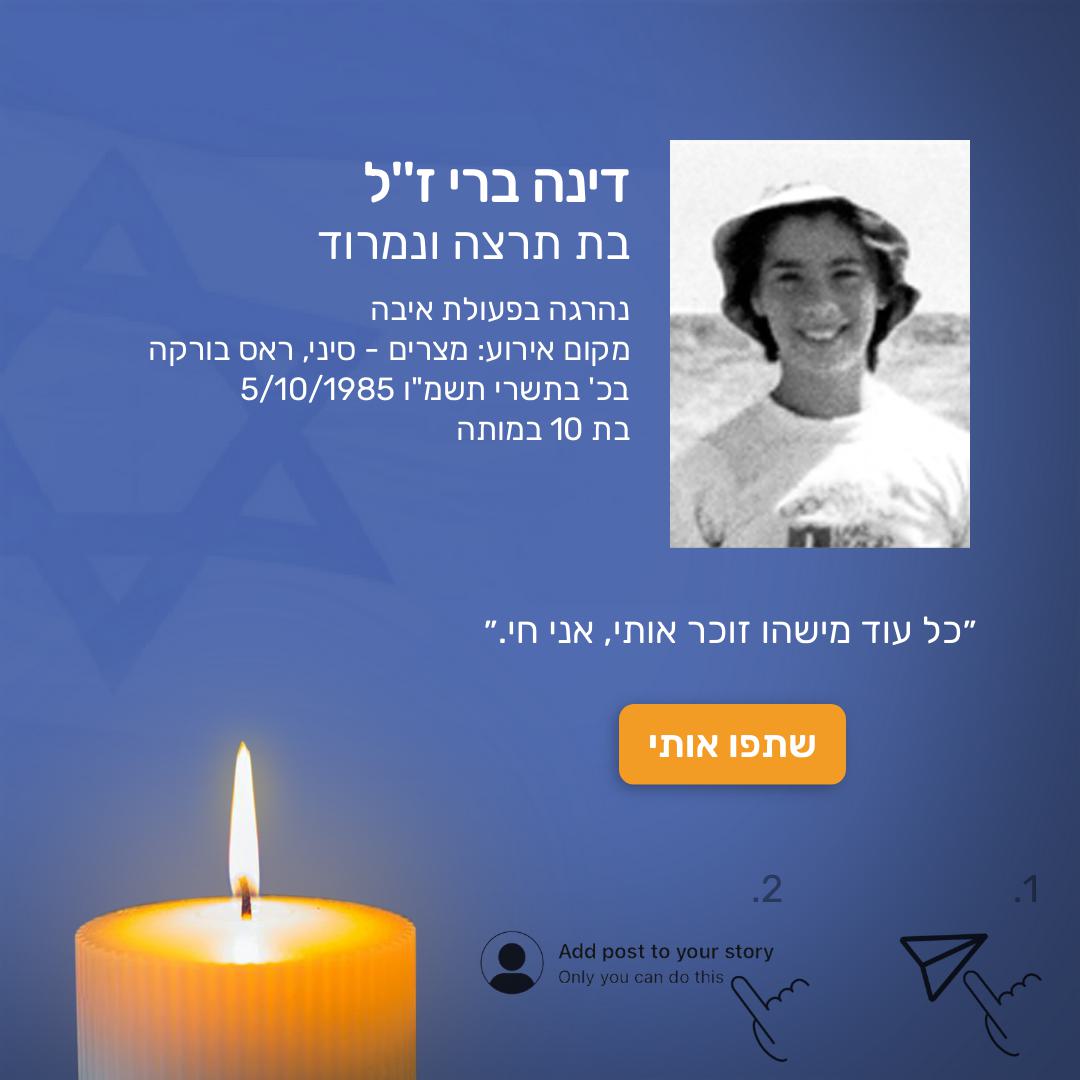 דינה ברי ז"ל
בת תרצה ונמרוד
נהרגה בפעולת איבה
מקום אירוע: מצרים - סיני, ראס בורקה
בכ' בתשרי תשמ"ו 5/10/1985
בת 10 במותה
״כל עוד מישהו זוכר אותי, אני חי.״
שתפו אותי
1.
2.
Add post to your story
Only you can do this